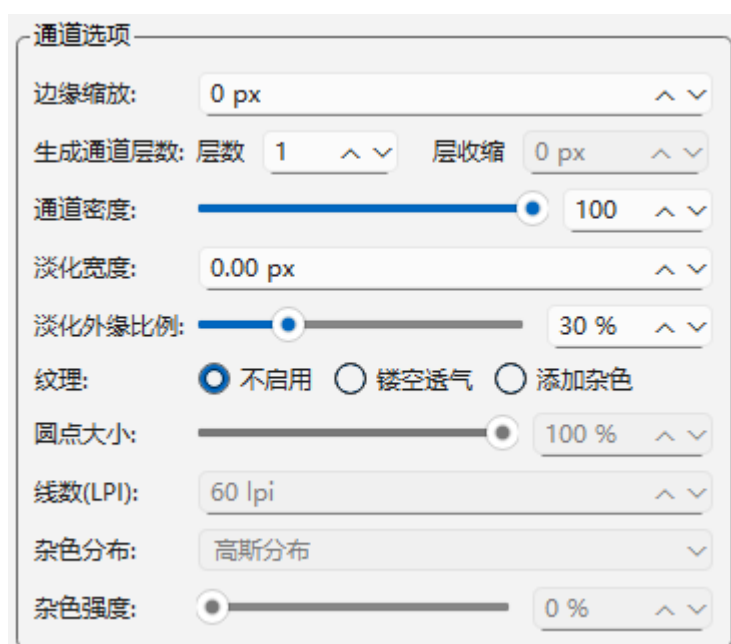 通道选项
边缘缩放: 0 px
生成通道层数: 层数 1 层收缩 0 px
通道密度: 100
淡化宽度: 0.00 px
淡化外缘比例: 30 %
纹理: 不启用 镂空透气 添加杂色
圆点大小: 100 %
线数(LPI): 60 lpi
杂色分布: 高斯分布
杂色强度: 0 %